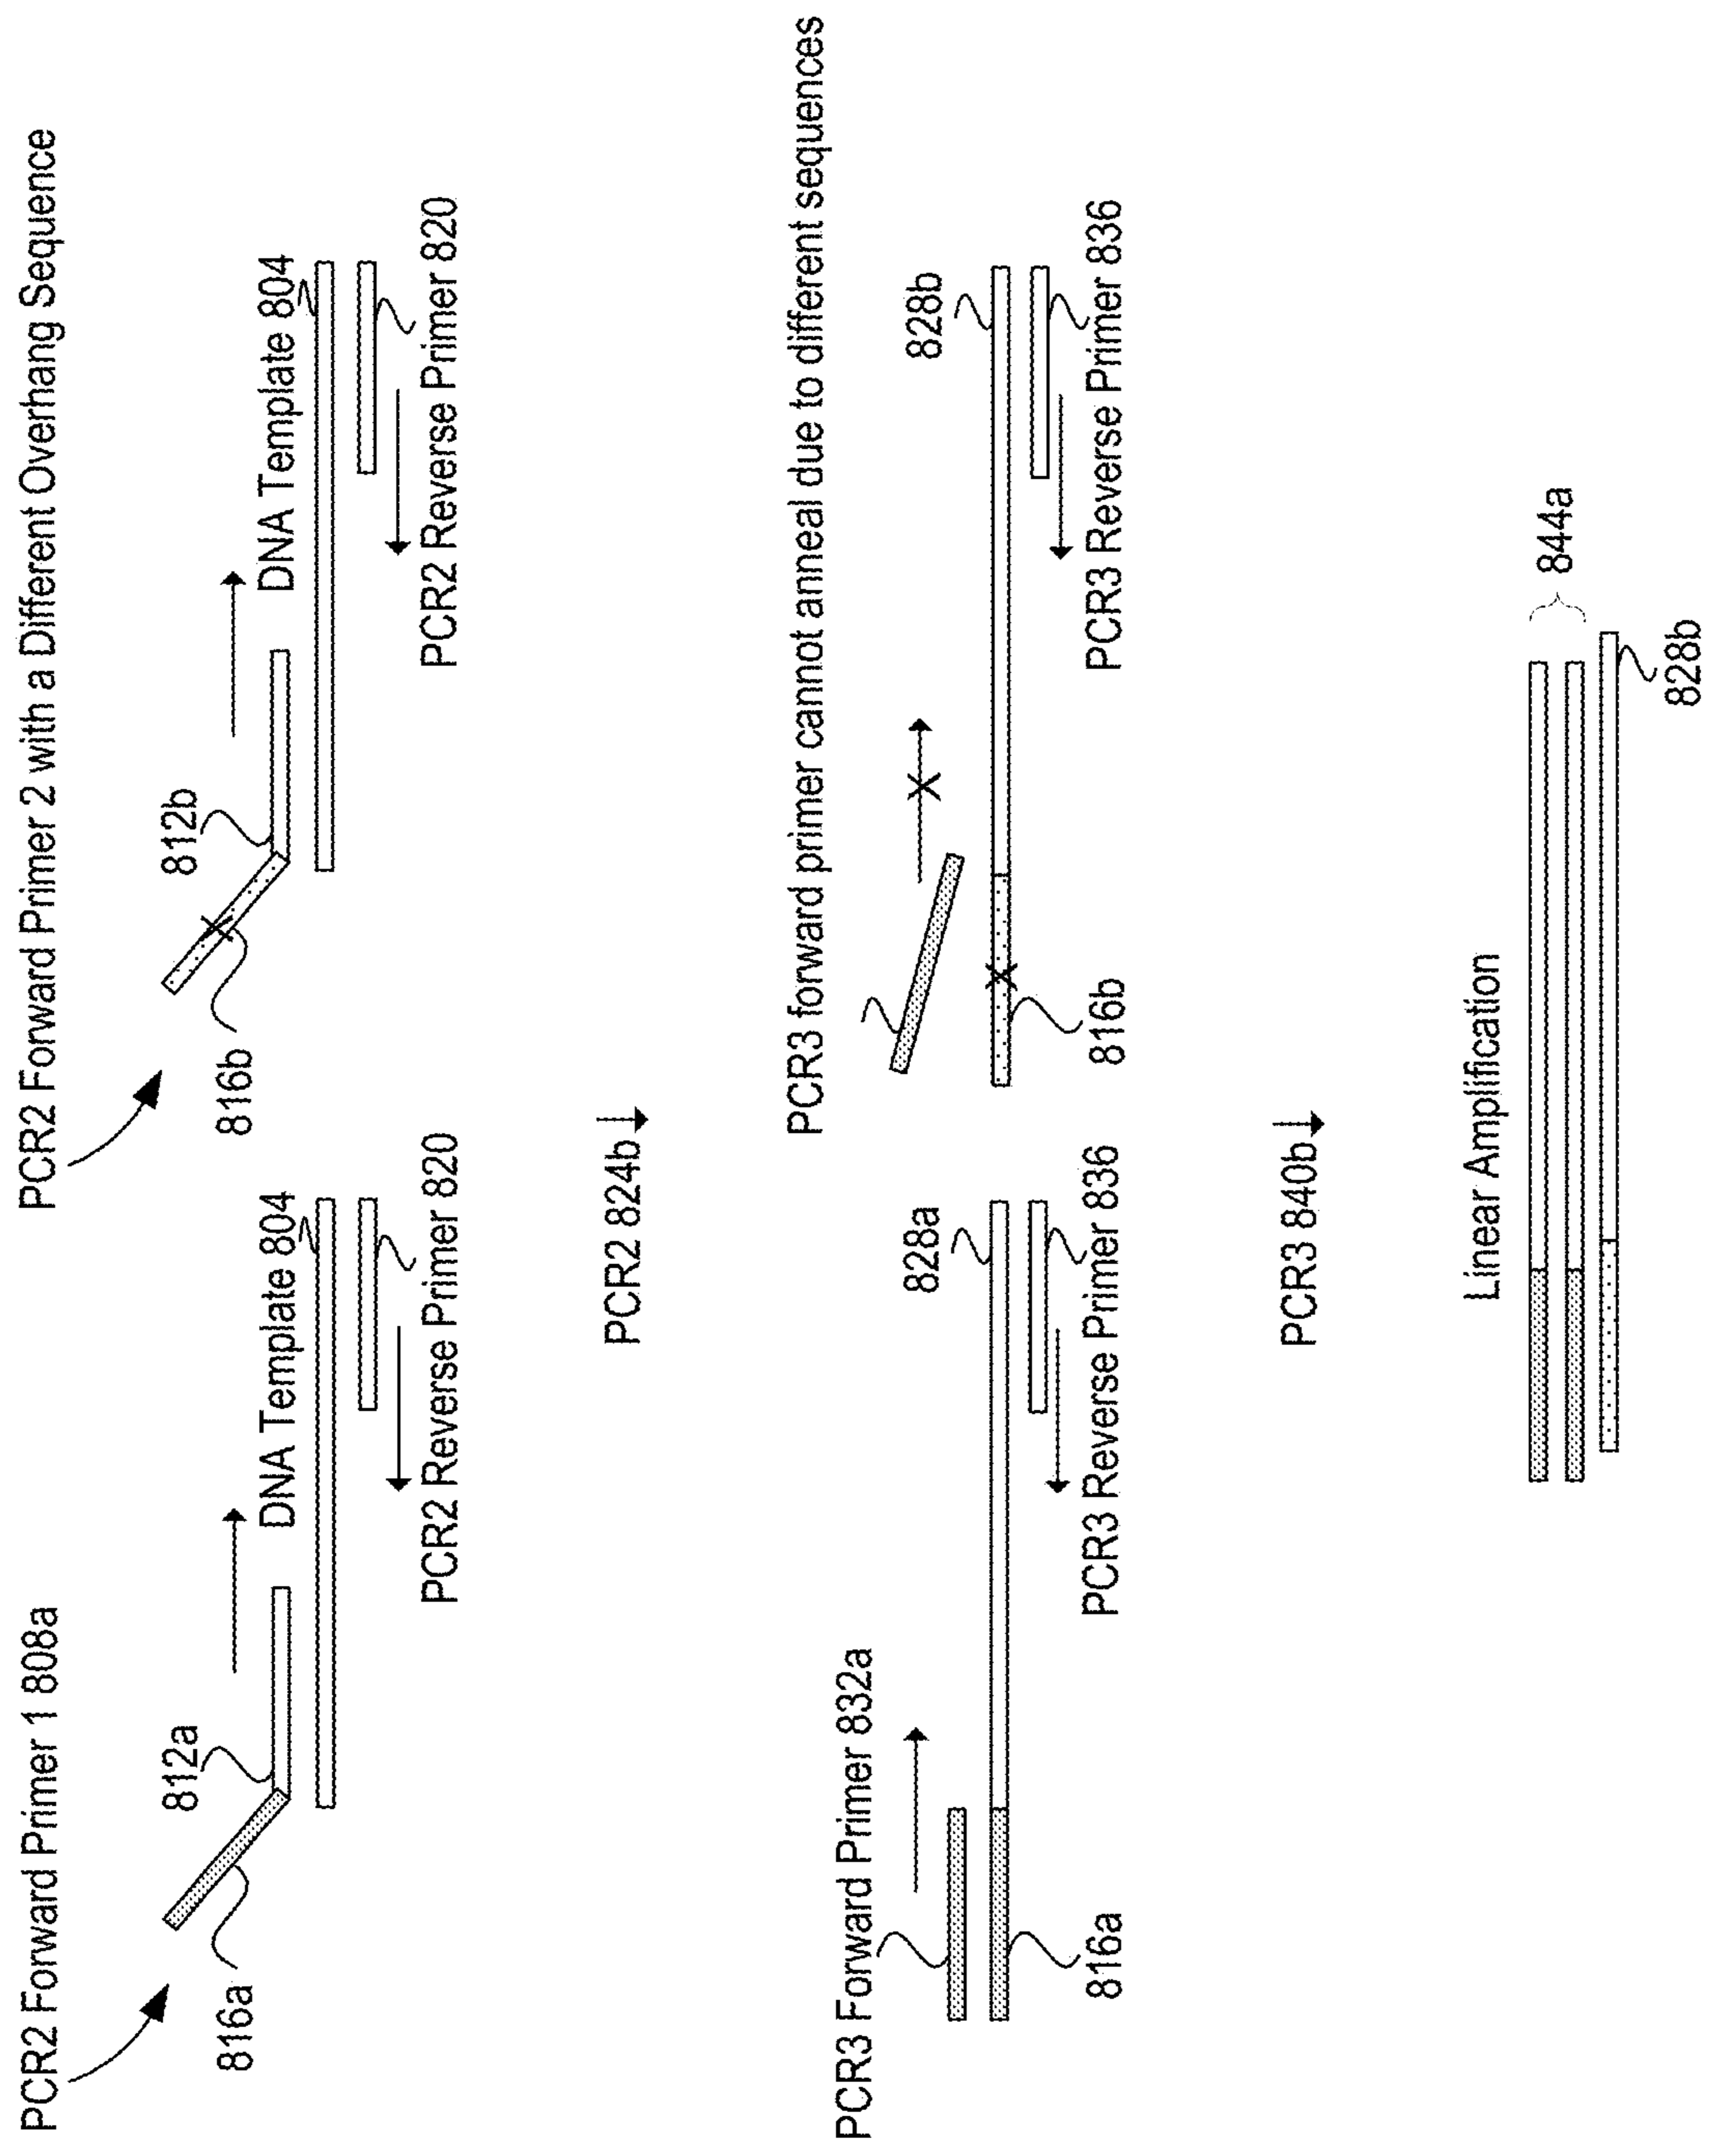 PCR2 Forward Primer 1 808a
PCR2 Forward Primer 2 with a Different Overhang Sequence
812a
816a
DNA Template 804
PCR2 Reverse Primer 820
812b
816b
DNA Template 804
PCR2 Reverse Primer 820
PCR2 824b
PCR3 Forward Primer 832a
828a
816a
PCR3 Reverse Primer 836
PCR3 forward primer cannot anneal due to different sequences
828b
816b
PCR3 Reverse Primer 836
PCR3 840b
Linear Amplification
844a
828b